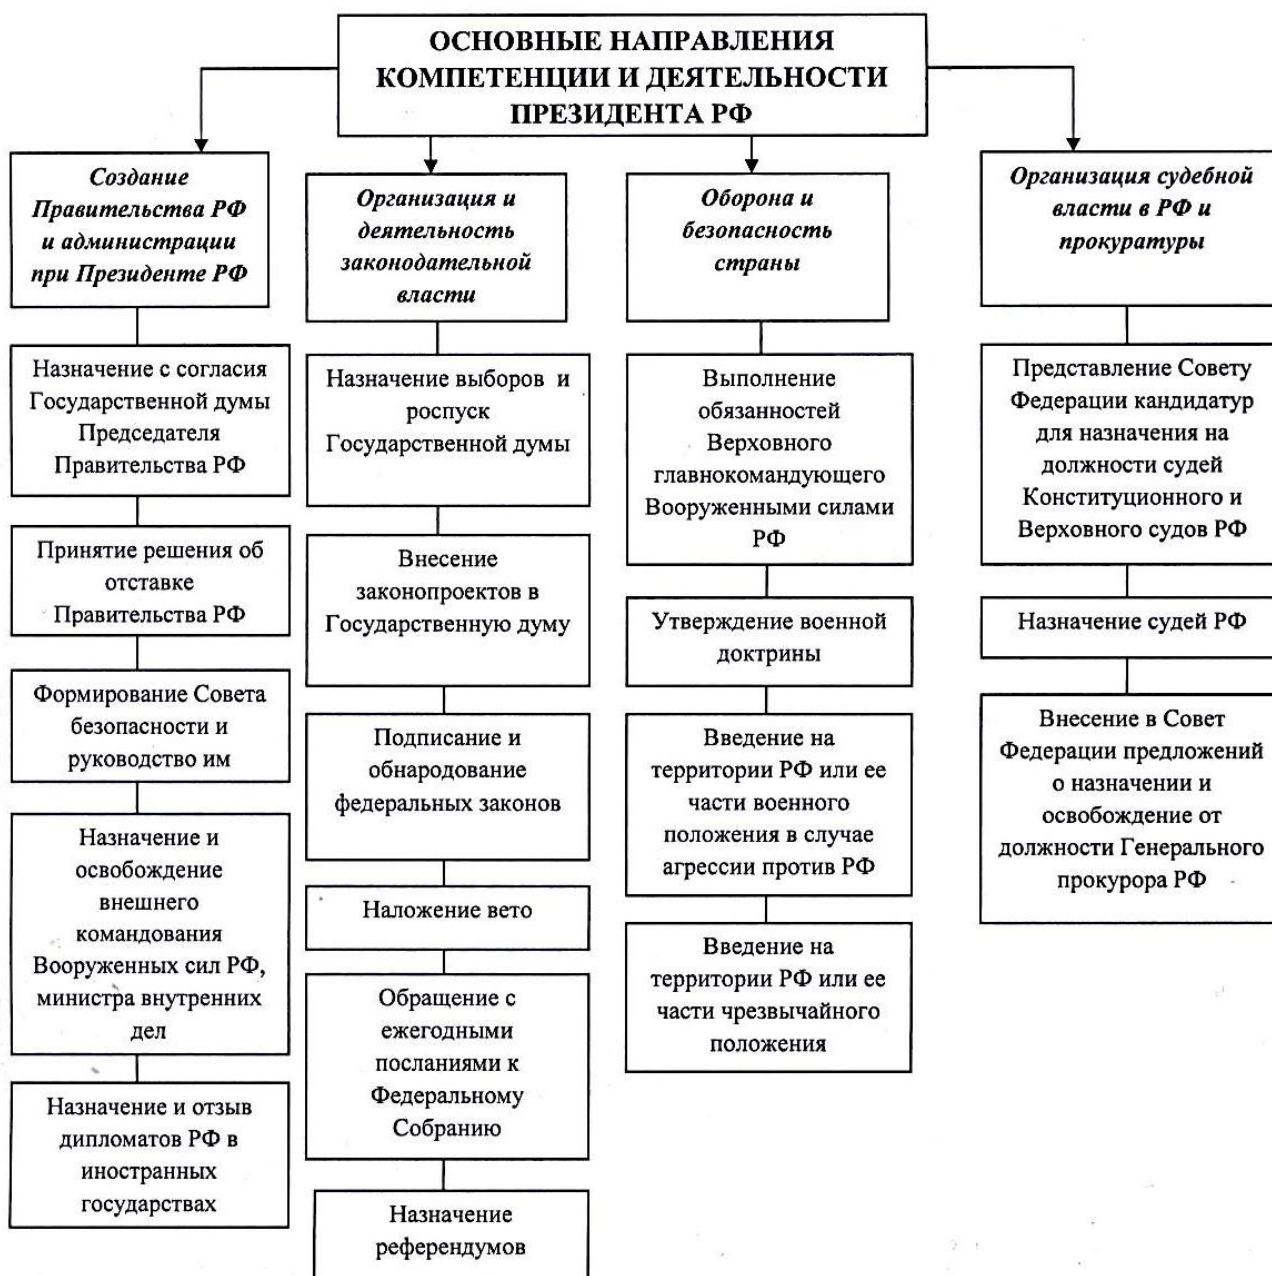 ОСНОВНЫЕ НАПРАВЛЕНИЯ
КОМПЕТЕНЦИИ И ДЕЯТЕЛЬНОСТИ
ПРЕЗИДЕНТА РФ
Создание
Правительства РФ
и администрации
при Президенте РФ
Назначение с согласия
Государственной думы
Председателя
Правительства РФ
Принятие решения об
отставке
Правительства РФ
Формирование Совета
безопасности и
руководство им
Назначение и
освобождение
внешнего
командования
Вооруженных сил РФ,
министра внутренних
дел
Назначение и отзыв
дипломатов РФ в
иностранных
государствах
Организация и
деятельность
законодательной
власти
Назначение выборов и
роспуск
Государственной думы
Внесение
законопроектов в
Государственную думу
Подписание и
обнародование
федеральных законов
Наложение вето
Обращение с
ежегодными
посланиями к
Федеральному
Собранию
Назначение
референдумов
Оборона и
безопасность
страны
Выполнение
обязанностей
Верховного
главнокомандующего
Вооруженными силами
РФ
Утверждение военной
доктрины
Введение на
территории РФ или ее
части военного
положения в случае
агрессии против РФ
Введение на
территории РФ или ее
части чрезвычайного
положения
Организация судебной
власти в РФ и
прокуратуры
Представление Совету
Федерации кандидатур
для назначения на
должности судей
Конституционного и
Верховного судов РФ
Назначение судей РФ
Внесение в Совет
Федерации предложений
о назначении и
освобождение от
должности Генерального
прокурора РФ